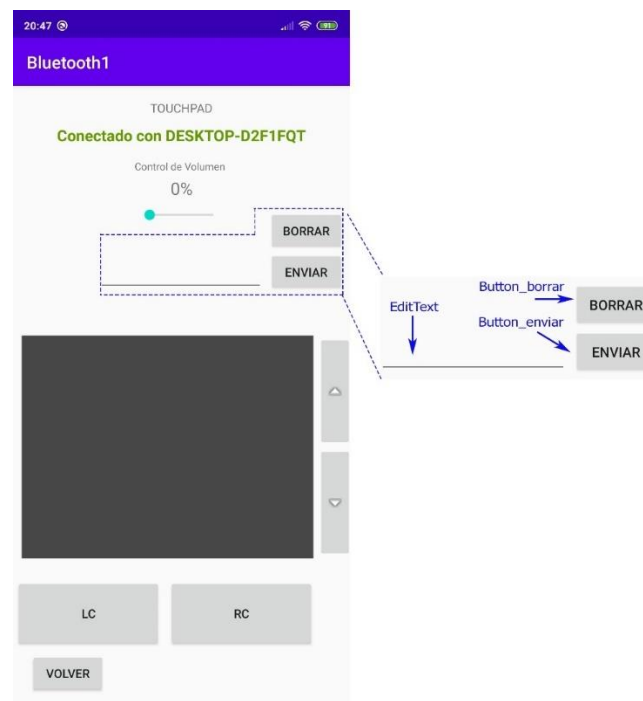 20:47
91
Bluetooth1
TOUCHPAD
Conectado con DESKTOP-D2F1FQT
Control de Volumen
0%
BORRAR
ENVIAR
Button_borrar
EditText
BORRAR
Button_enviar
ENVIAR
LC
RC
VOLVER